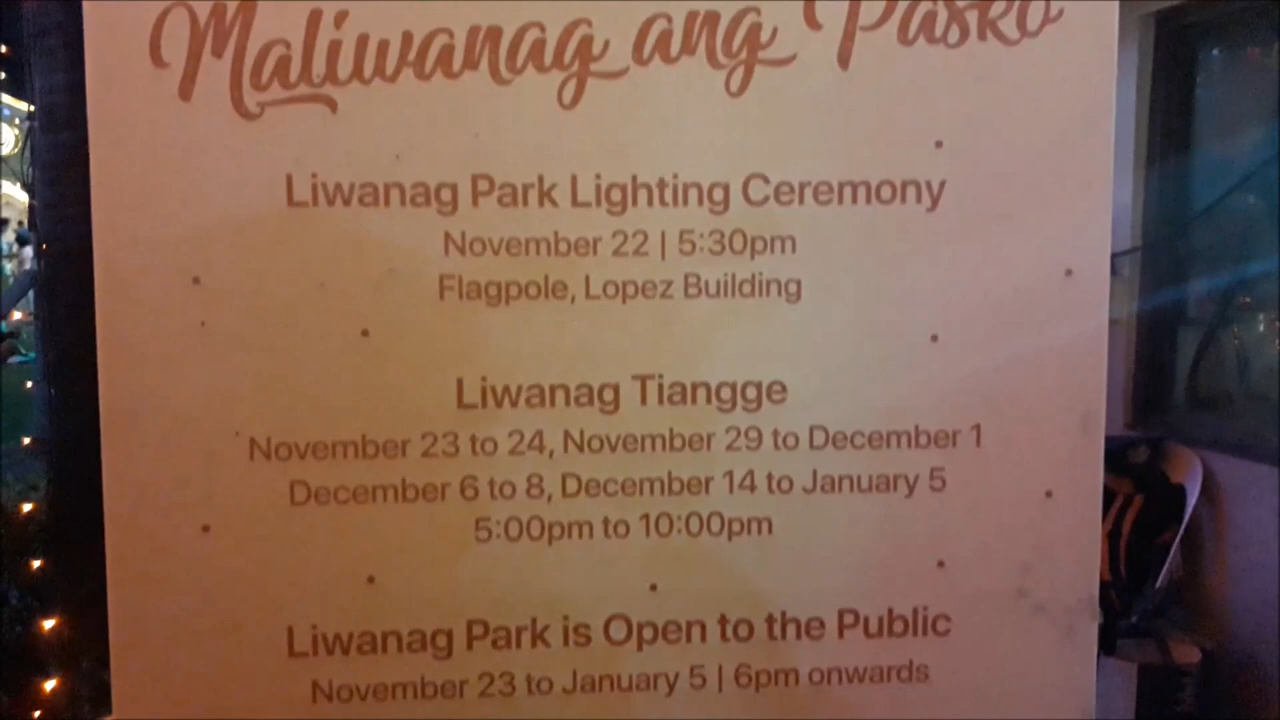 Maliwanag ang Pasko
Liwanag Park Lighting Ceremony
November 22 | 5:30pm
Flagpole, Lopez Building
Liwanag Tiangge
November 23 to 24, November 29 to December 1
December 6 to 8, December 14 to January 5
5:00pm to 10:00pm
Liwanag Park is Open to the Public
November 23 to January 5 | 6pm onwards